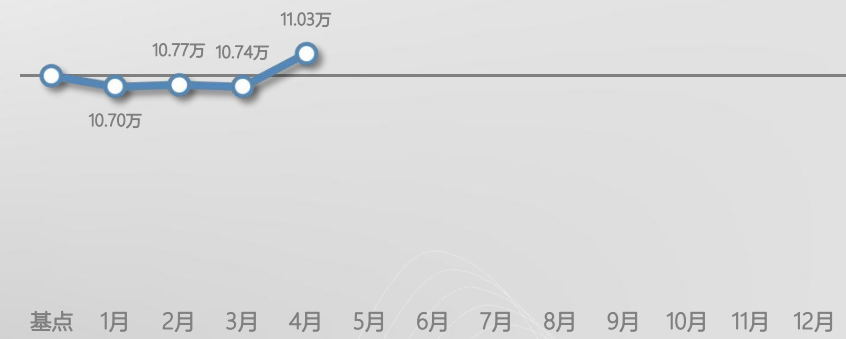 11.03万
10.77万 10.74万
10.70万
基点 1月 2月 3月 4月 5月 6月 7月 8月 9月 10月 11月 12月